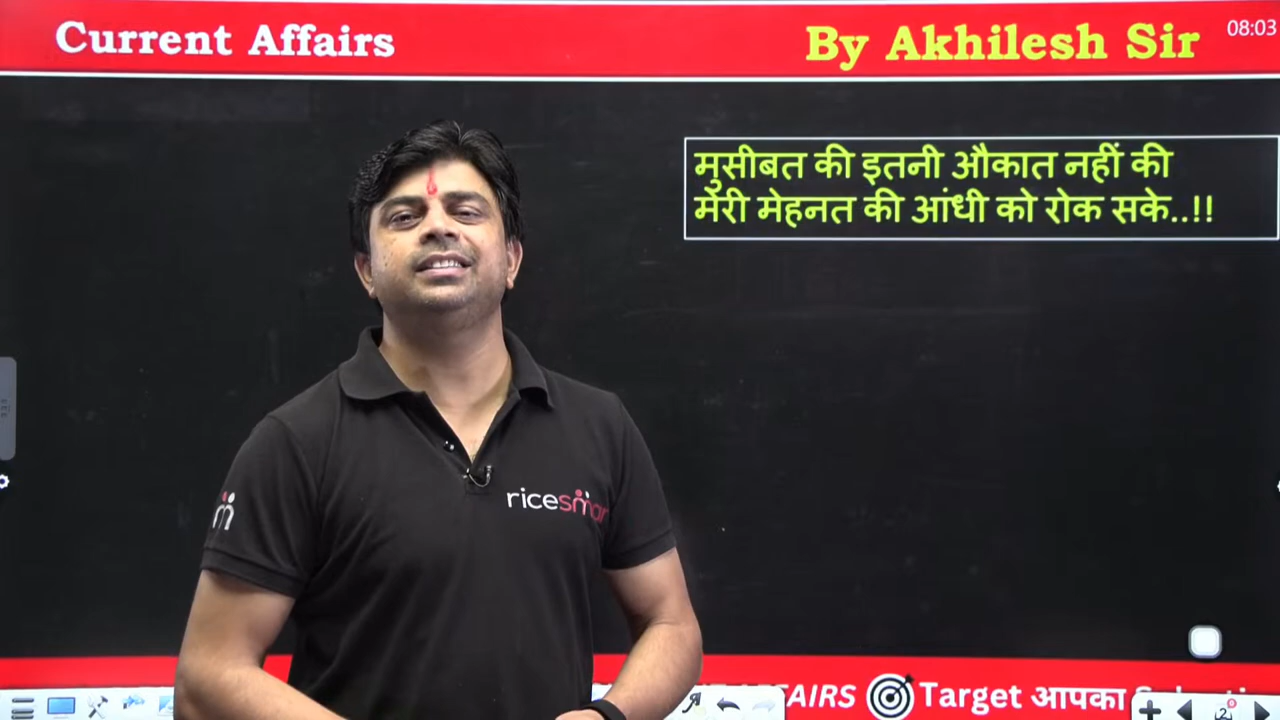 Current Affairs
By Akhilesh Sir
08:03
मुसीबत की इतनी औकात नहीं की
मेरी मेहनत की आंधी को रोक सके..!!
ricesmar
AFFAIRS
Target आपका